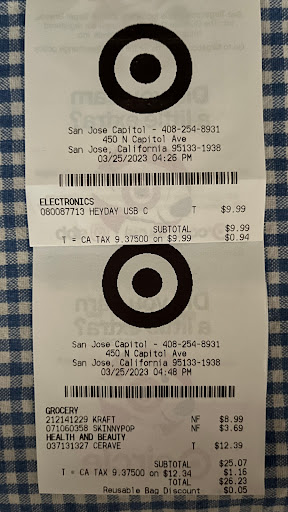 San Jose Capitol - 408-254-8931
450 N Capitol Ave
San Jose, California 95133-1938
03/25/2023 04:26 PM
ELECTRONICS
080087713 HEYDAY USB C T $9.99
SUBTOTAL $9.99
T = CA TAX 9.37500 on $9.99 $0.94
San Jose Capitol - 408-254-8931
450 N Capitol Ave
San Jose, California 95133-1938
03/25/2023 04:48 PM
GROCERY
212141229 KRAFT NF $8.99
071060358 SKINNYPOP NF $3.69
HEALTH AND BEAUTY
037131327 CERAVE T $12.39
SUBTOTAL $25.07
T = CA TAX 9.37500 on $12.34 $1.16
TOTAL $26.23
Reusable Bag Discount $0.05